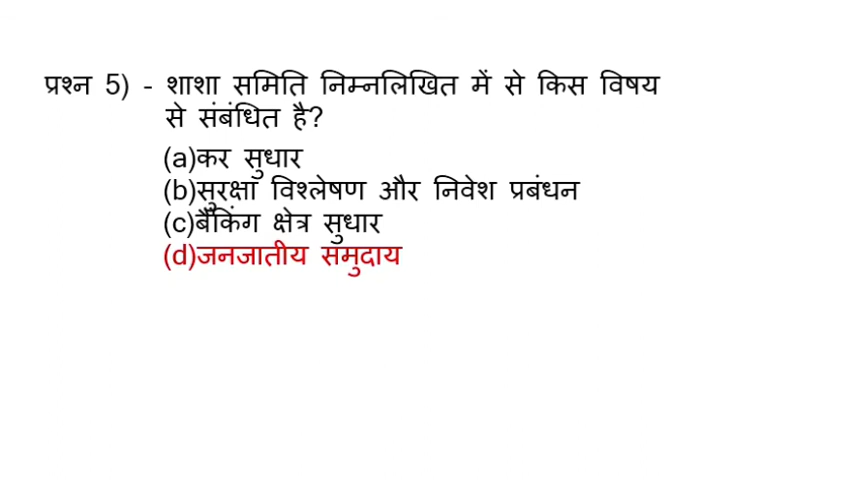 प्रश्न 5) - शाशा समिति निम्नलिखित में से किस विषय
से संबंधित है?
(a)कर सुधार
(b)सुरक्षा विश्लेषण और निवेश प्रबंधन
(c)बैंकिंग क्षेत्र सुधार
(d)जनजातीय समुदाय